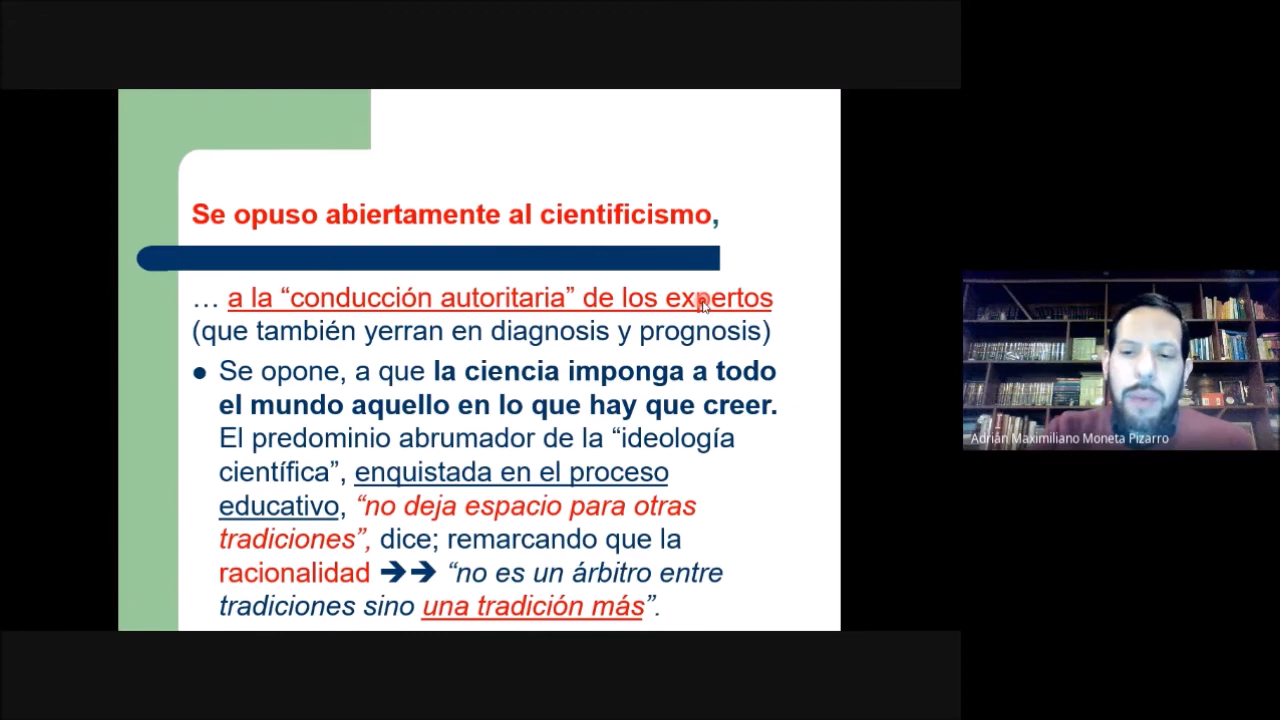 Se opuso abiertamente al cientificismo,
… a la “conducción autoritaria” de los expertos
(que también yerran en diagnosis y prognosis)
● Se opone, a que la ciencia imponga a todo
el mundo aquello en lo que hay que creer.
El predominio abrumador de la “ideología
científica”, enquistada en el proceso
educativo, “no deja espacio para otras
tradiciones”, dice; remarcando que la
racionalidad ➔➔ “no es un árbitro entre
tradiciones sino una tradición más”.
Adrián Maximiliano Moneta Pizarro